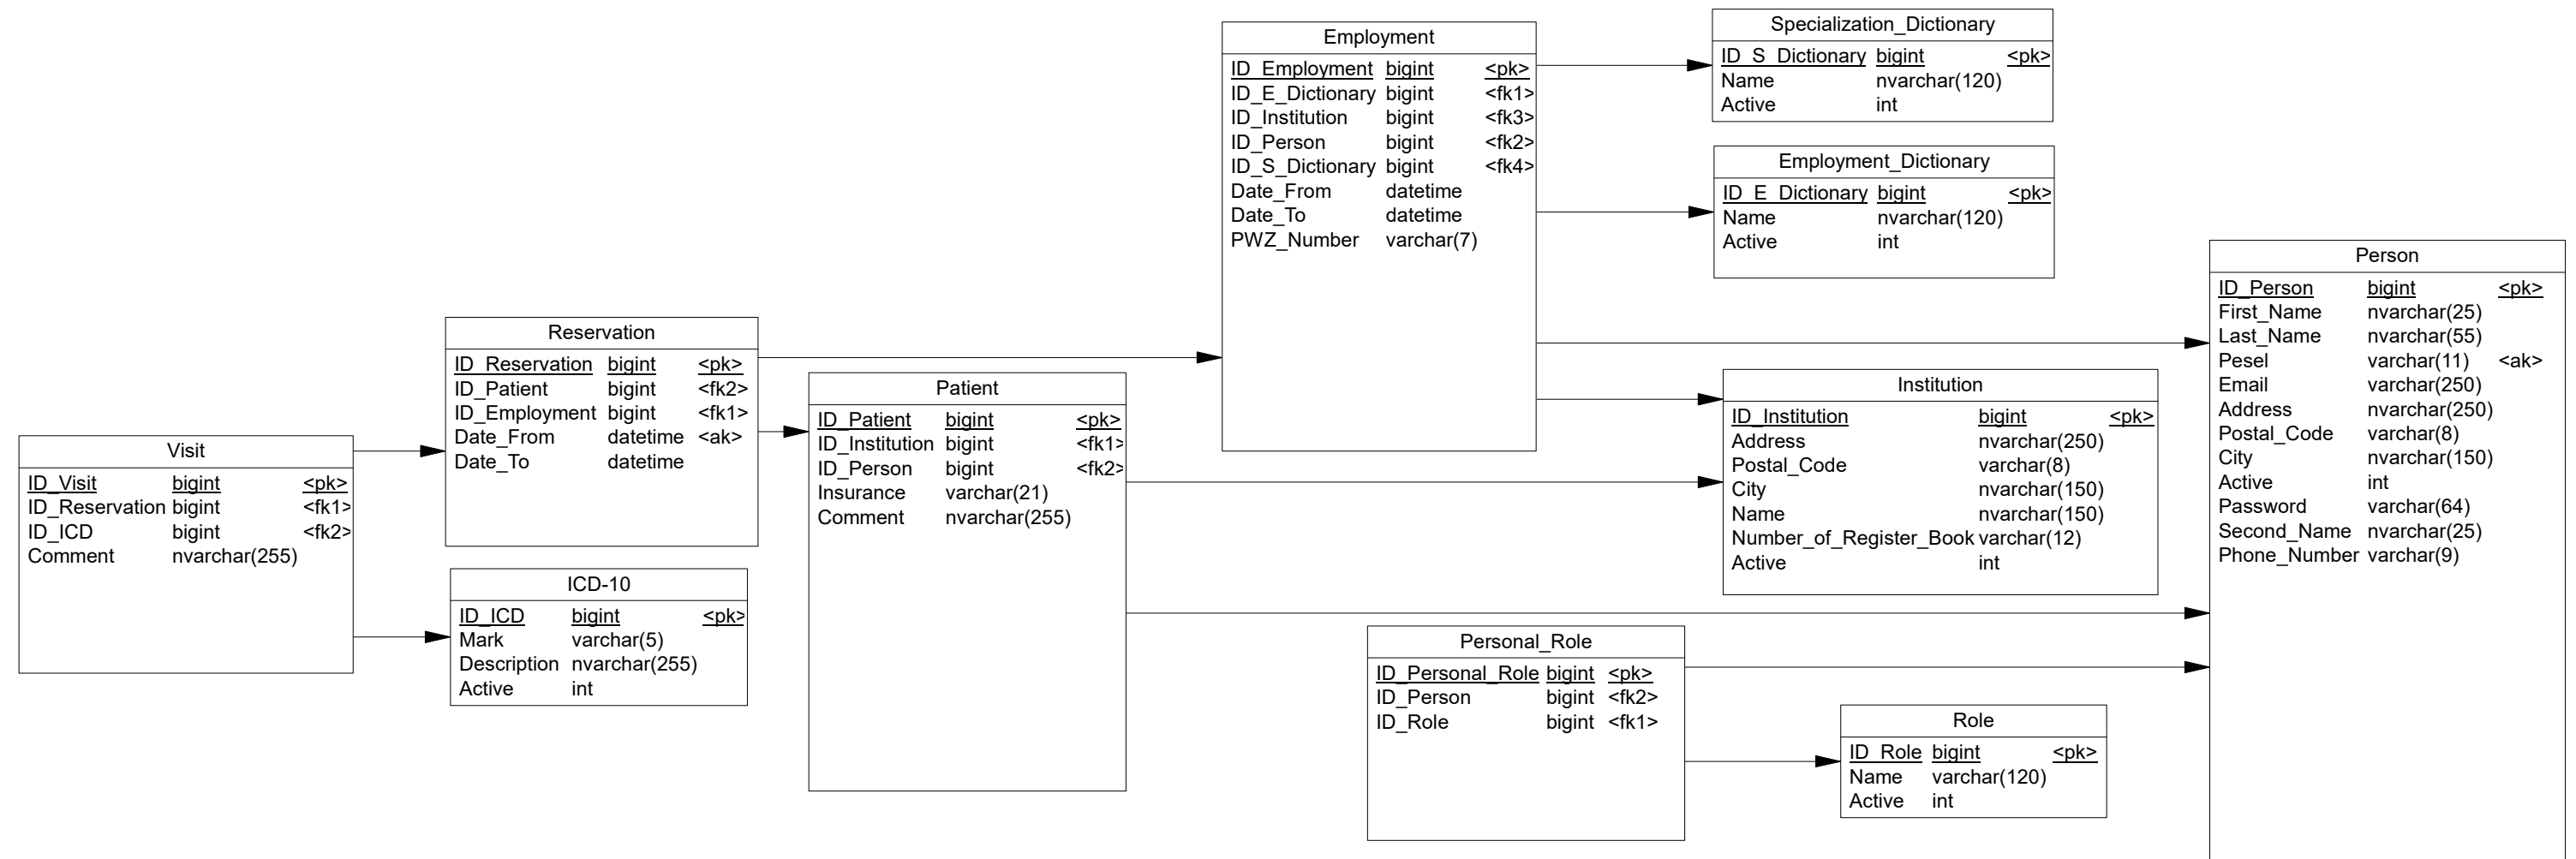 Employment
ID_Employment bigint <pk>
ID_E_Dictionary bigint <fk1>
ID_Institution bigint <fk3>
ID_Person bigint <fk2>
ID_S_Dictionary bigint <fk4>
Date_From datetime
Date_To datetime
PWZ_Number varchar(7)
Specialization_Dictionary
ID_S_Dictionary bigint <pk>
Name nvarchar(120)
Active int
Employment_Dictionary
ID_E_Dictionary bigint <pk>
Name nvarchar(120)
Active int
Person
ID_Person bigint <pk>
First_Name nvarchar(25)
Last_Name nvarchar(55)
Pesel varchar(11) <ak>
Email varchar(250)
Address nvarchar(250)
Postal_Code varchar(8)
City nvarchar(150)
Active int
Password varchar(64)
Second_Name nvarchar(25)
Phone_Number varchar(9)
Reservation
ID_Reservation bigint <pk>
ID_Patient bigint <fk2>
ID_Employment bigint <fk1>
Date_From datetime <ak>
Date_To datetime
Patient
ID_Patient bigint <pk>
ID_Institution bigint <fk1>
ID_Person bigint <fk2>
Insurance varchar(21)
Comment nvarchar(255)
Institution
ID_Institution bigint <pk>
Address nvarchar(250)
Postal_Code varchar(8)
City nvarchar(150)
Name nvarchar(150)
Number_of_Register_Book varchar(12)
Active int
Visit
ID_Visit bigint <pk>
ID_Reservation bigint <fk1>
ID_ICD bigint <fk2>
Comment nvarchar(255)
ICD-10
ID_ICD bigint <pk>
Mark varchar(5)
Description nvarchar(255)
Active int
Personal_Role
ID_Personal_Role bigint <pk>
ID_Person bigint <fk2>
ID_Role bigint <fk1>
Role
ID_Role bigint <pk>
Name varchar(120)
Active int